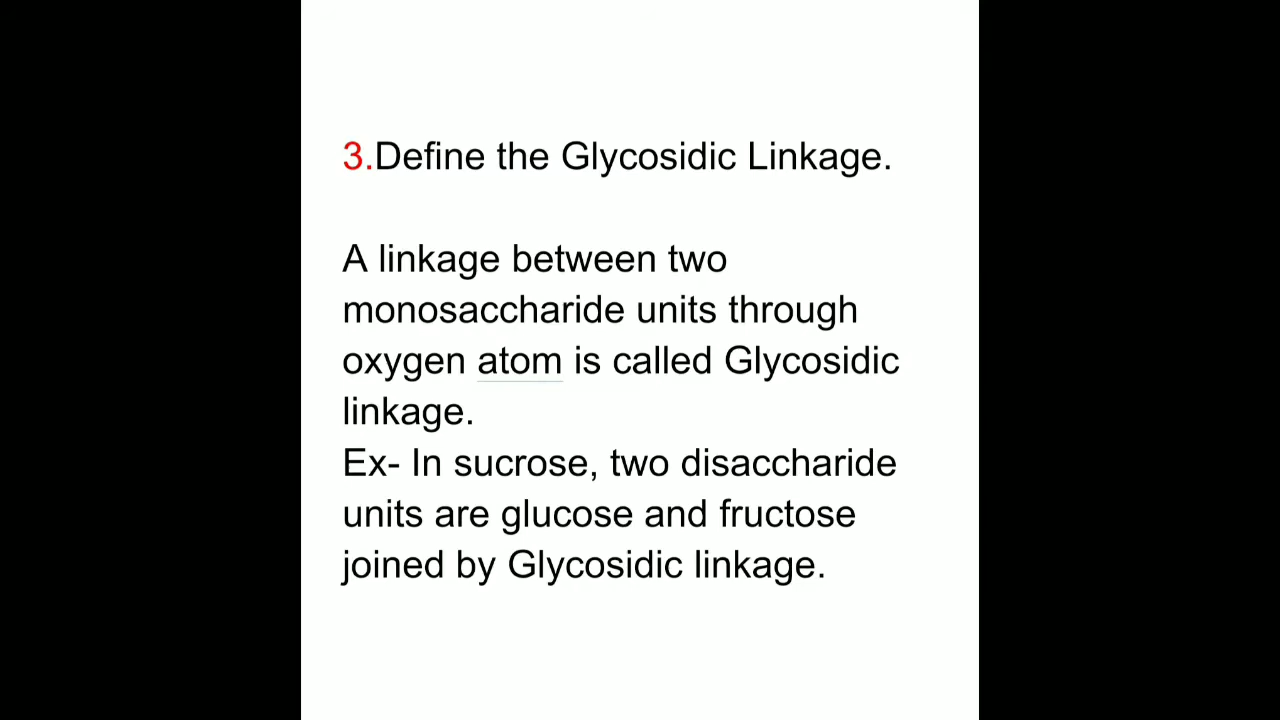 3.Define the Glycosidic Linkage.
A linkage between two
monosaccharide units through
oxygen atom is called Glycosidic
linkage.
Ex- In sucrose, two disaccharide
units are glucose and fructose
joined by Glycosidic linkage.